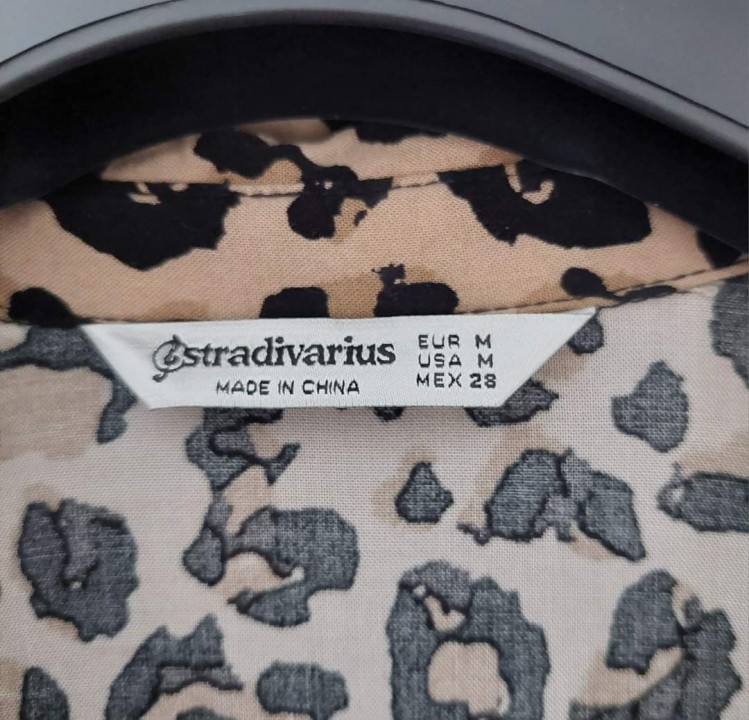 stradivarius
MADE IN CHINA
EUR M
USA M
MEX 28